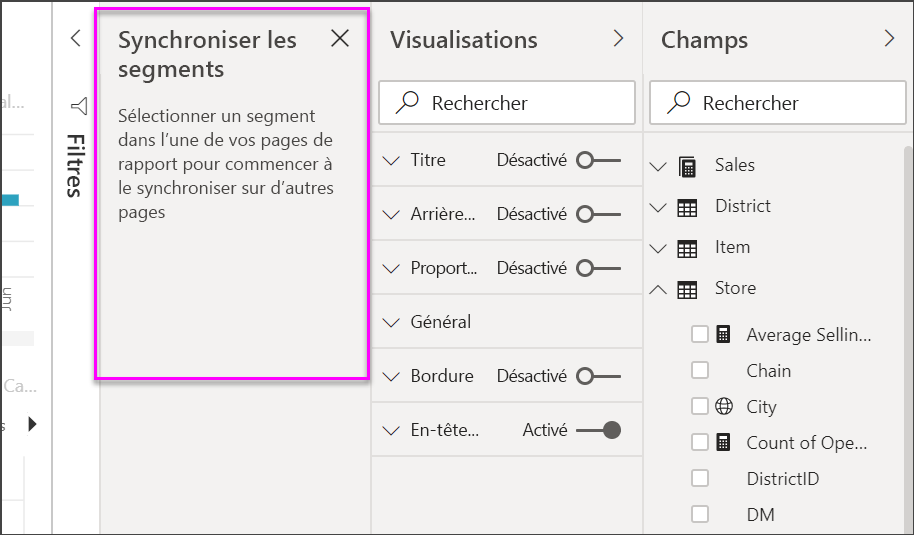 al...
Jun
Ca...
s
Filtres
Synchroniser les
segments
Sélectionner un segment
dans l’une de vos pages de
rapport pour commencer à
le synchroniser sur d’autres
pages
Visualisations
Rechercher
Titre Désactivé
Arrière... Désactivé
Proport... Désactivé
Général
Bordure Désactivé
En-tête... Activé
Champs
Rechercher
Sales
District
Item
Store
Average Sellin...
Chain
City
Count of Ope...
DistrictID
DM